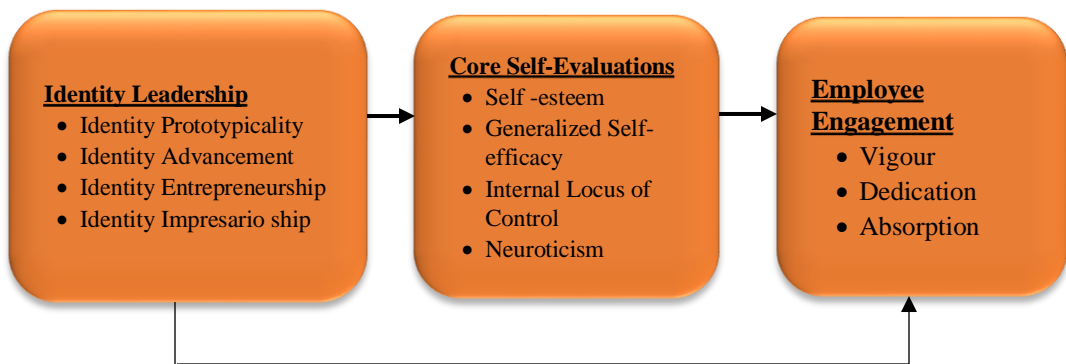 Identity Leadership
• Identity Prototypicality
• Identity Advancement
• Identity Entrepreneurship
• Identity Impresario ship
Core Self-Evaluations
• Self -esteem
• Generalized Self-
efficacy
• Internal Locus of
Control
• Neuroticism
Employee
Engagement
• Vigour
• Dedication
• Absorption